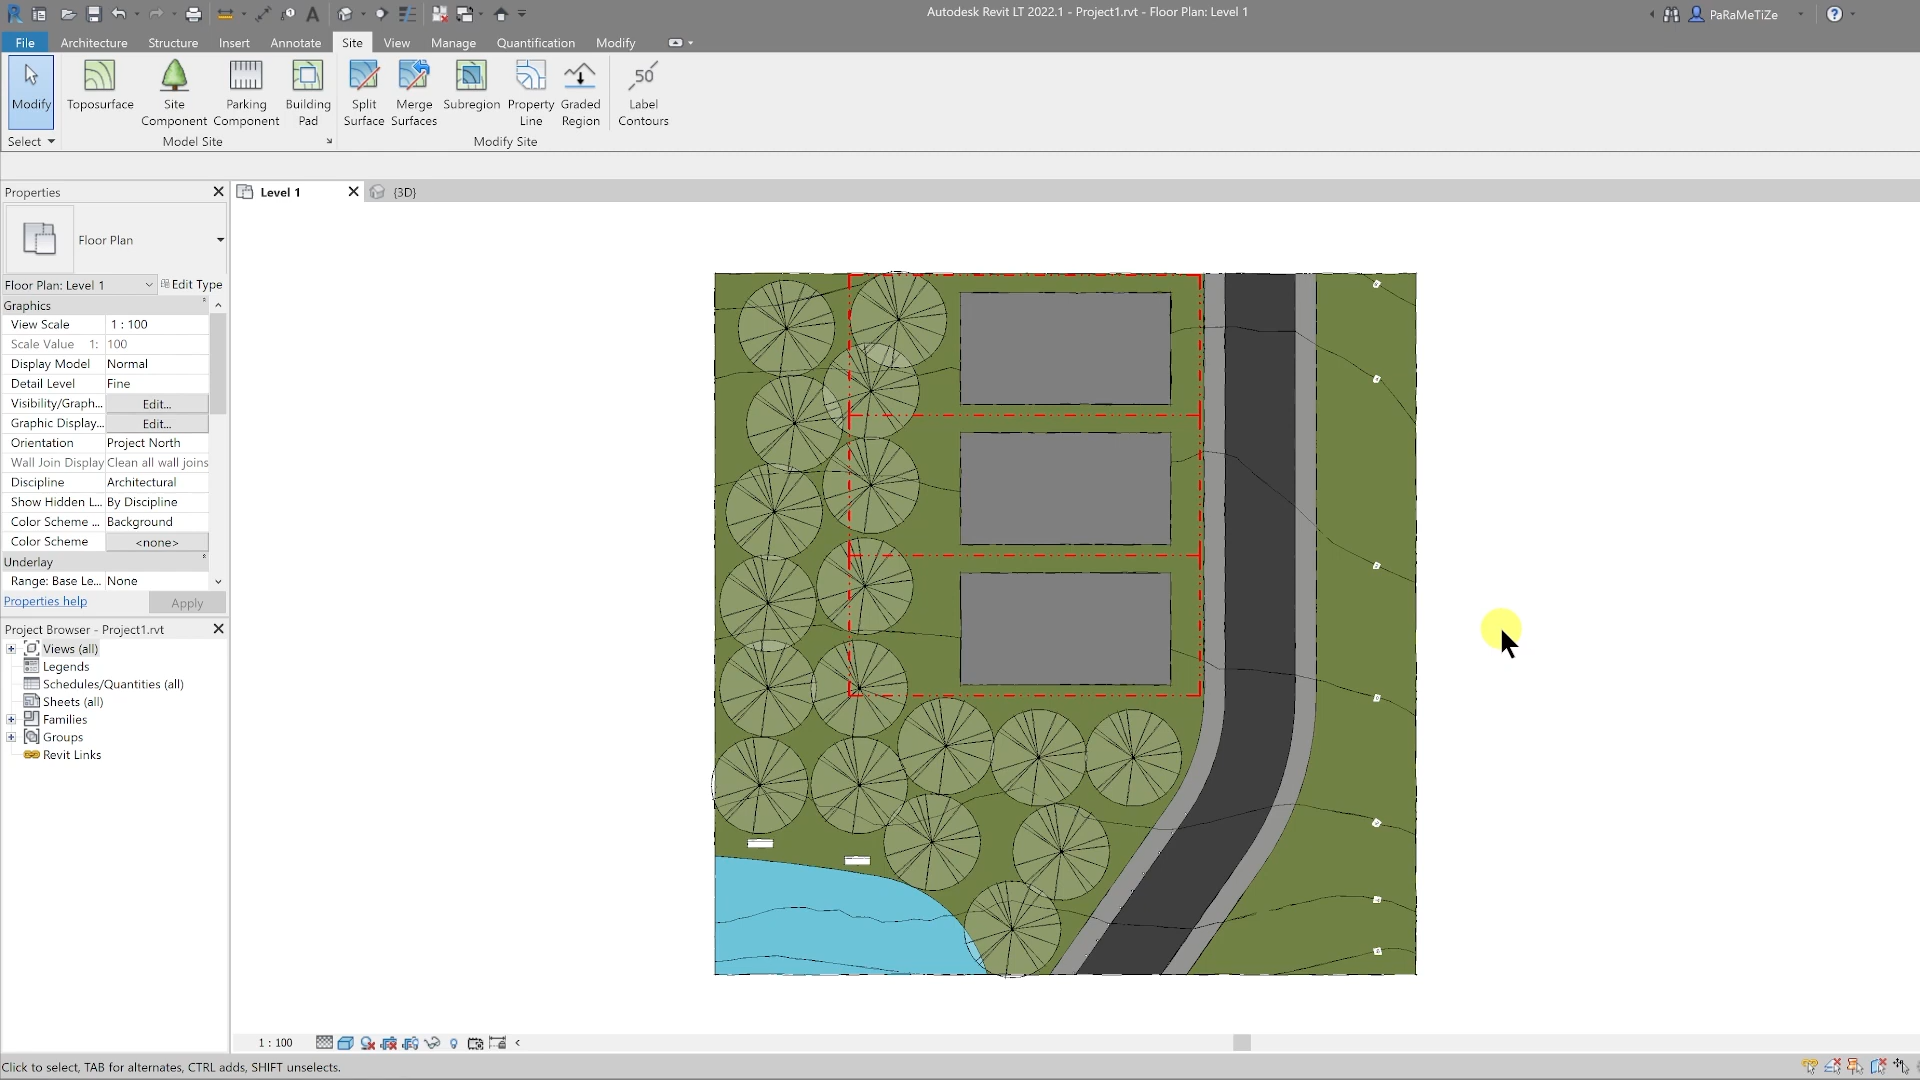 Autodesk Revit LT 2022.1 - Project1.rvt - Floor Plan: Level 1
PaRaMeTiZe
File Architecture Structure Insert Annotate Site View Manage Quantification Modify
Modify
Toposurface
Site Component
Parking Component
Building Pad
Split Surface
Merge Surfaces
Subregion
Property Line
Graded Region
50
Label Contours
Select
Model Site
Modify Site
Properties
Level 1
{3D}
Floor Plan
Floor Plan: Level 1
Edit Type
Graphics
View Scale 1 : 100
Scale Value 1: 100
Display Model Normal
Detail Level Fine
Visibility/Graph... Edit...
Graphic Display... Edit...
Orientation Project North
Wall Join Display Clean all wall joins
Discipline Architectural
Show Hidden L... By Discipline
Color Scheme ... Background
Color Scheme <none>
Underlay
Range: Base Le... None
Properties help
Apply
Project Browser - Project1.rvt
Views (all)
Legends
Schedules/Quantities (all)
Sheets (all)
Families
Groups
Revit Links
1 : 100
Click to select, TAB for alternates, CTRL adds, SHIFT unselects.